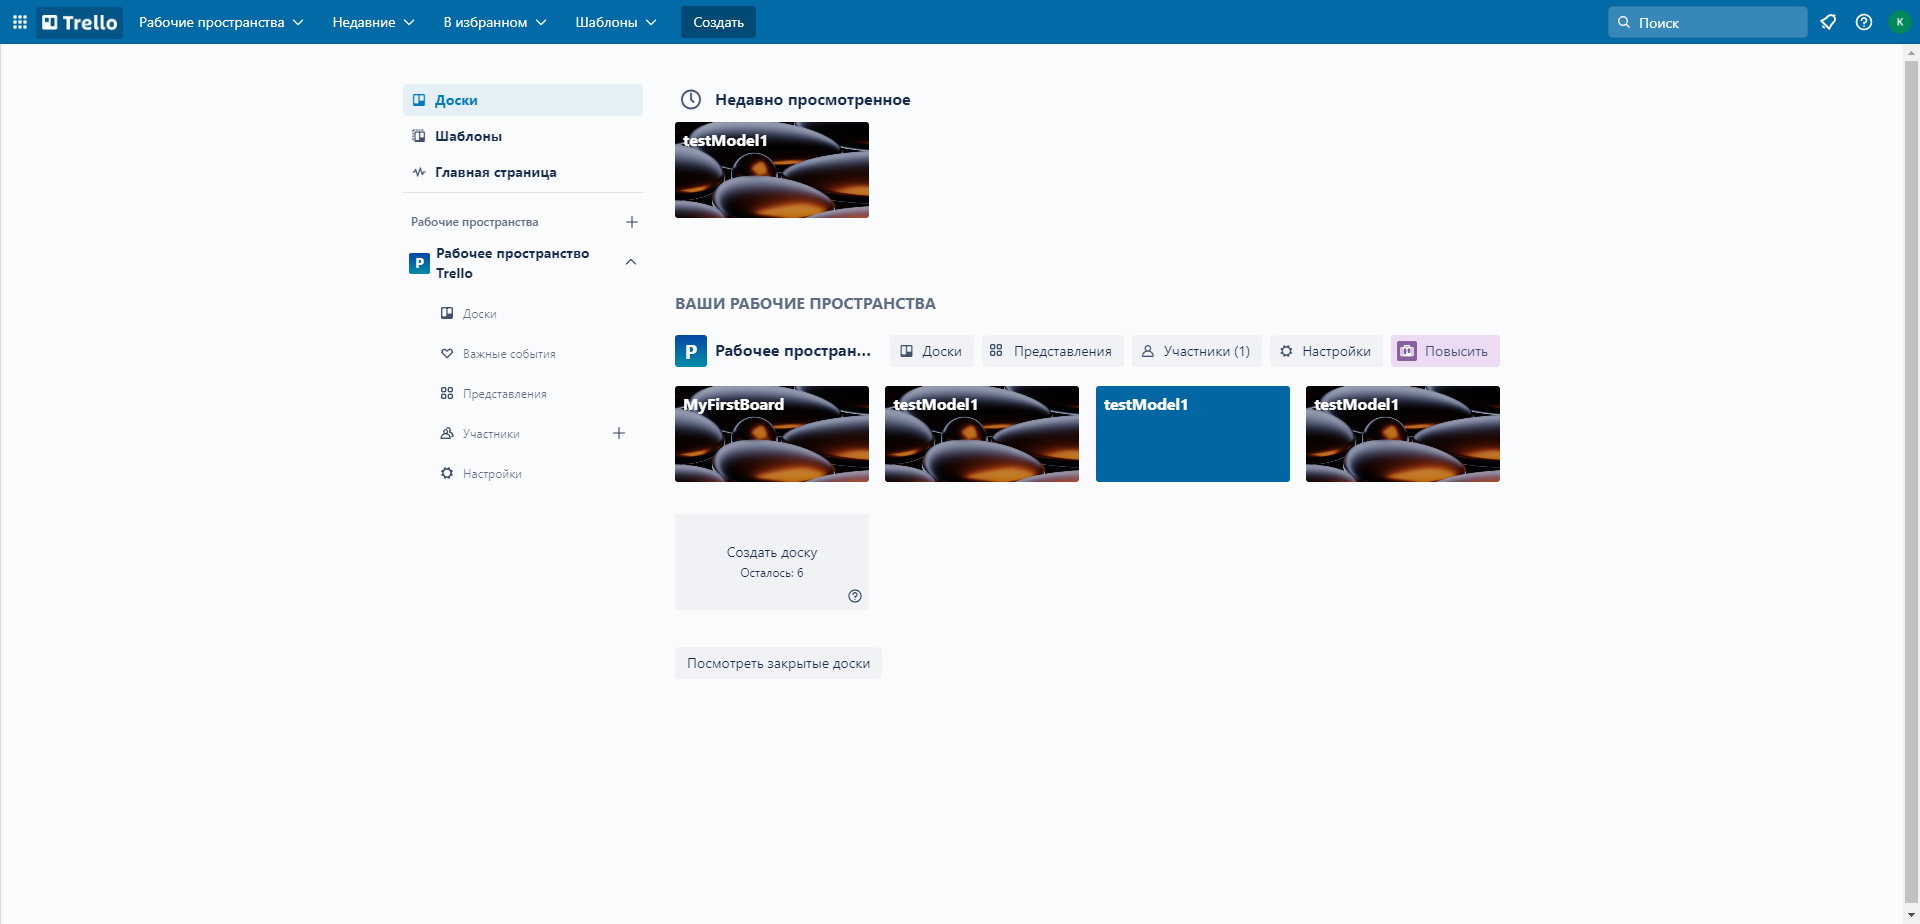 Trello
Рабочие пространства
Недавние
В избранном
Шаблоны
Создать
Поиск
К
Доски
Шаблоны
Главная страница
Рабочие пространства
Р
Рабочее пространство
Trello
Доски
Важные события
Представления
Участники
Настройки
Недавно просмотренное
testModel1
ВАШИ РАБОЧИЕ ПРОСТРАНСТВА
Р
Рабочее простран...
Доски
Представления
Участники (1)
Настройки
Повысить
MyFirstBoard
testModel1
testModel1
testModel1
Создать доску
Осталось: 6
Посмотреть закрытые доски